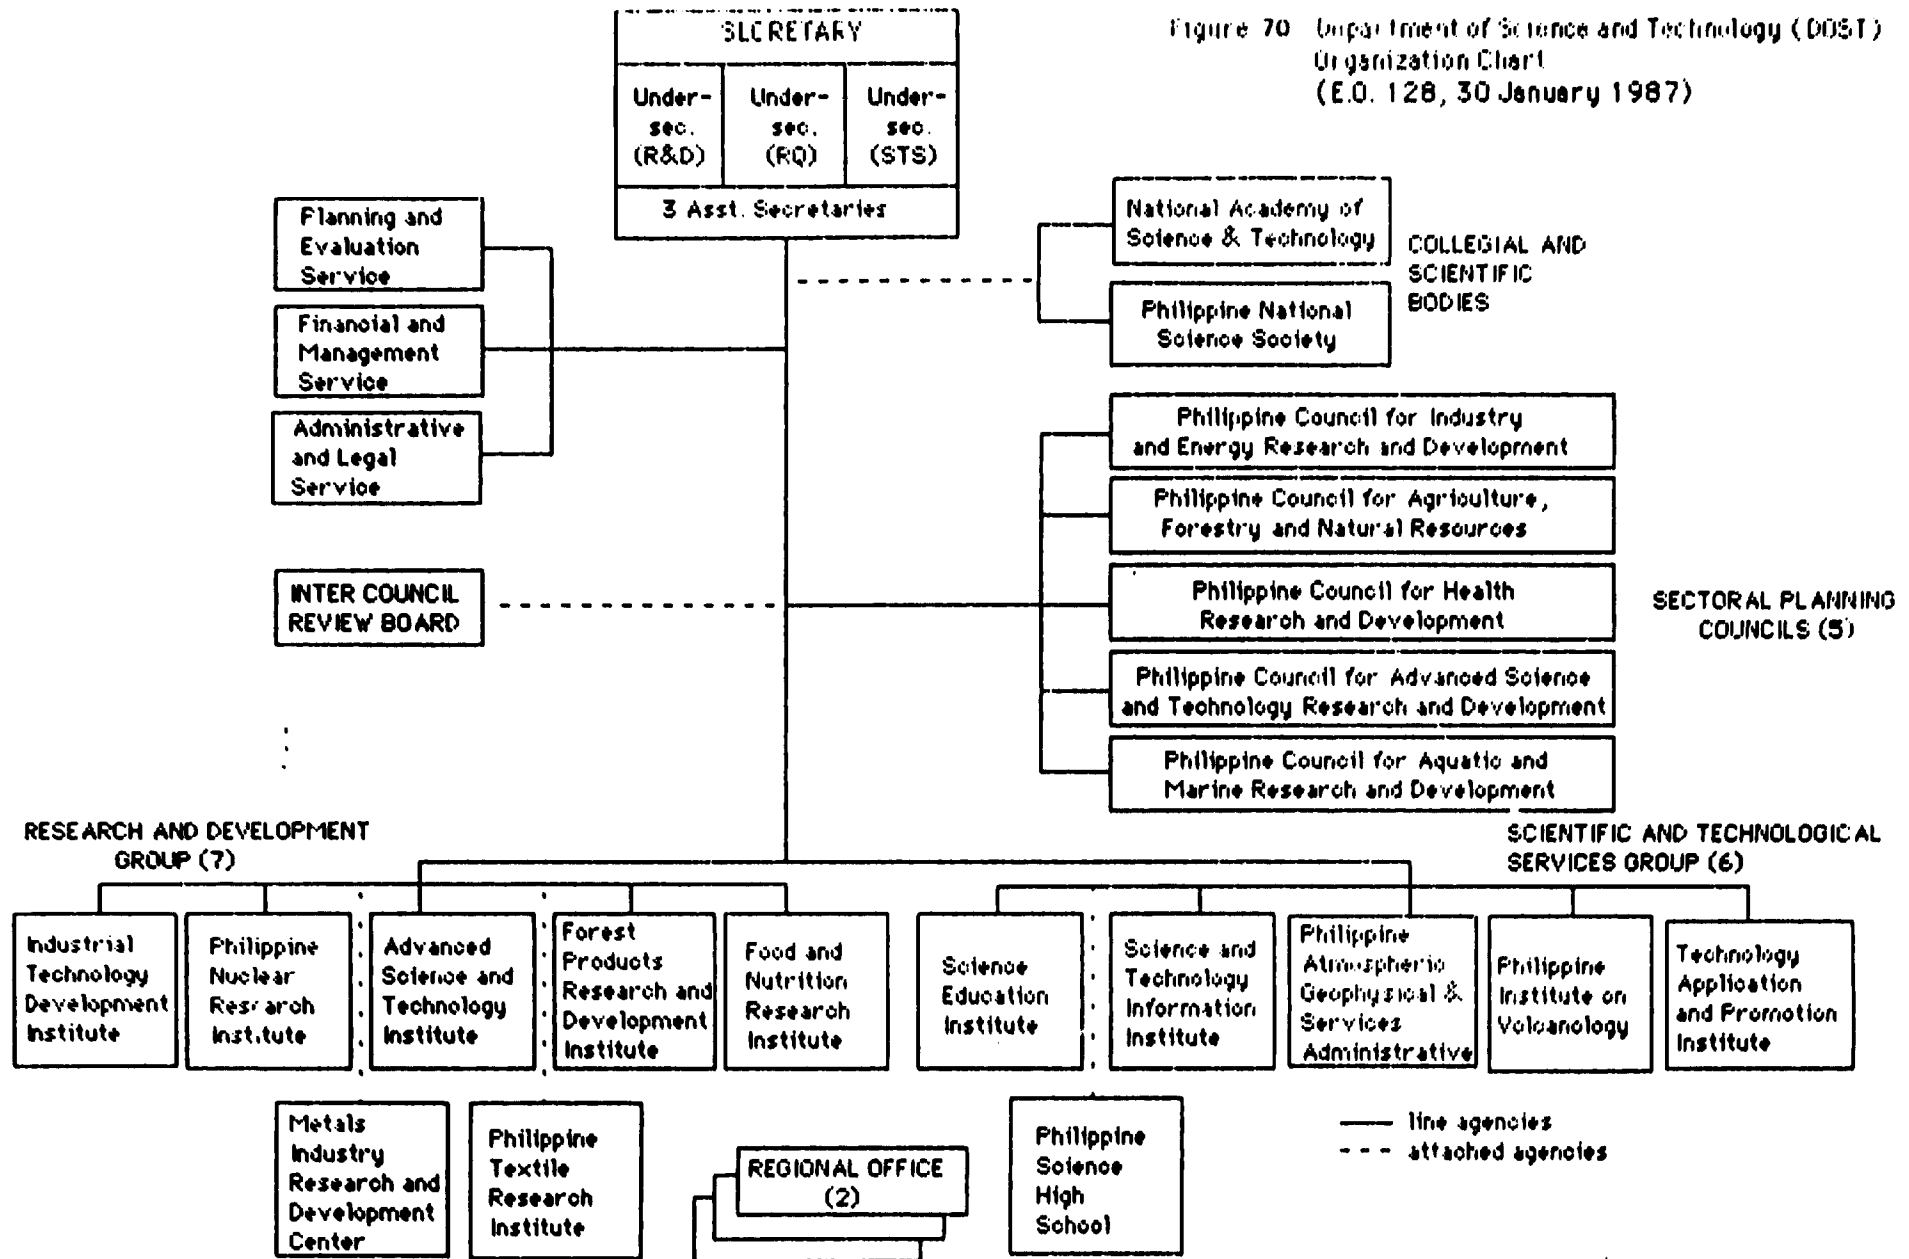 SECRETARY
Under-
sec.
(R&D)
Under-
sec.
(RQ)
Under-
sec.
(STS)
3 Asst. Secretaries
Figure 70 Department of Science and Technology (DOST)
Organization Chart
(E.O. 128, 30 January 1987)
Planning and
Evaluation
Service
Financial and
Management
Service
Administrative
and Legal
Service
National Academy of
Science & Technology
Philippine National
Science Society
COLLEGIAL AND
SCIENTIFIC
BODIES
Philippine Council for Industry
and Energy Research and Development
Philippine Council for Agriculture,
Forestry and Natural Resources
Philippine Council for Health
Research and Development
Philippine Council for Advanced Science
and Technology Research and Development
Philippine Council for Aquatic and
Marine Research and Development
SECTORAL PLANNING
COUNCILS (5)
INTER COUNCIL
REVIEW BOARD
RESEARCH AND DEVELOPMENT
GROUP (7)
SCIENTIFIC AND TECHNOLOGICAL
SERVICES GROUP (6)
Industrial
Technology
Development
Institute
Philippine
Nuclear
Research
Institute
Advanced
Science and
Technology
Institute
Forest
Products
Research and
Development
Institute
Food and
Nutrition
Research
Institute
Science
Education
Institute
Science and
Technology
Information
Institute
Philippine
Atmospheric
Geophysical &
Services
Administrative
Philippine
Institute on
Volcanology
Technology
Application
and Promotion
Institute
Metals
Industry
Research and
Development
Center
Philippine
Textile
Research
Institute
REGIONAL OFFICE
(2)
Philippine
Science
High
School
line agencies
attached agencies